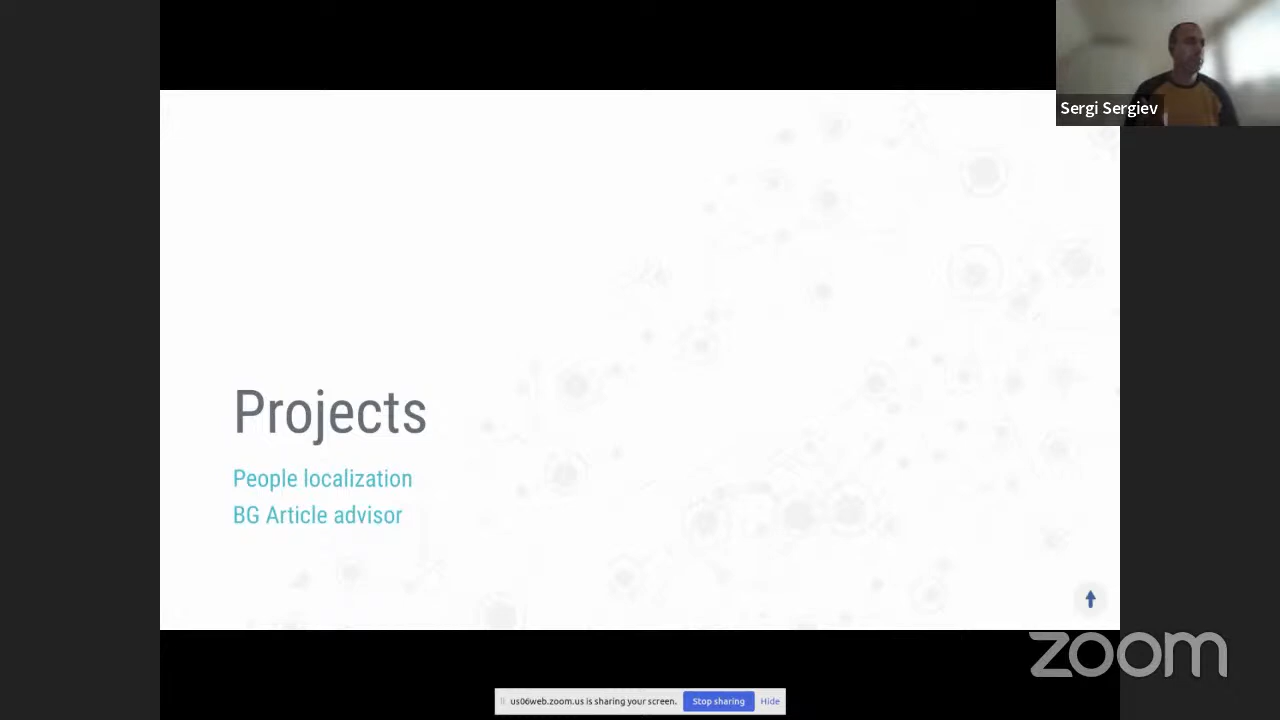 Sergi Sergiev
Projects
People localization
BG Article advisor
zoom
us06web.zoom.us is sharing your screen.
Stop sharing
Hide